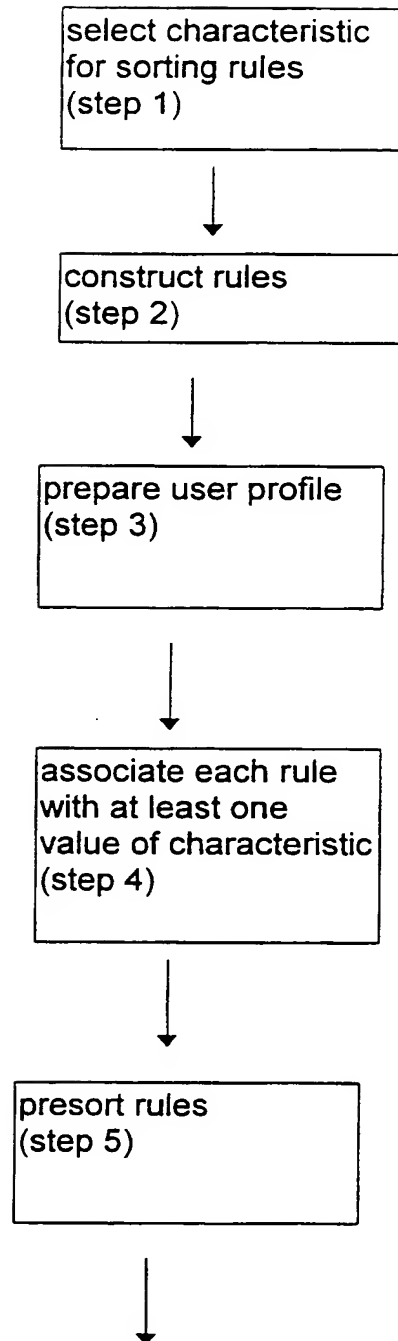 select characteristic
for sorting rules
(step 1)
construct rules
(step 2)
prepare user profile
(step 3)
associate each rule
with at least one
value of characteristic
(step 4)
presort rules
(step 5)